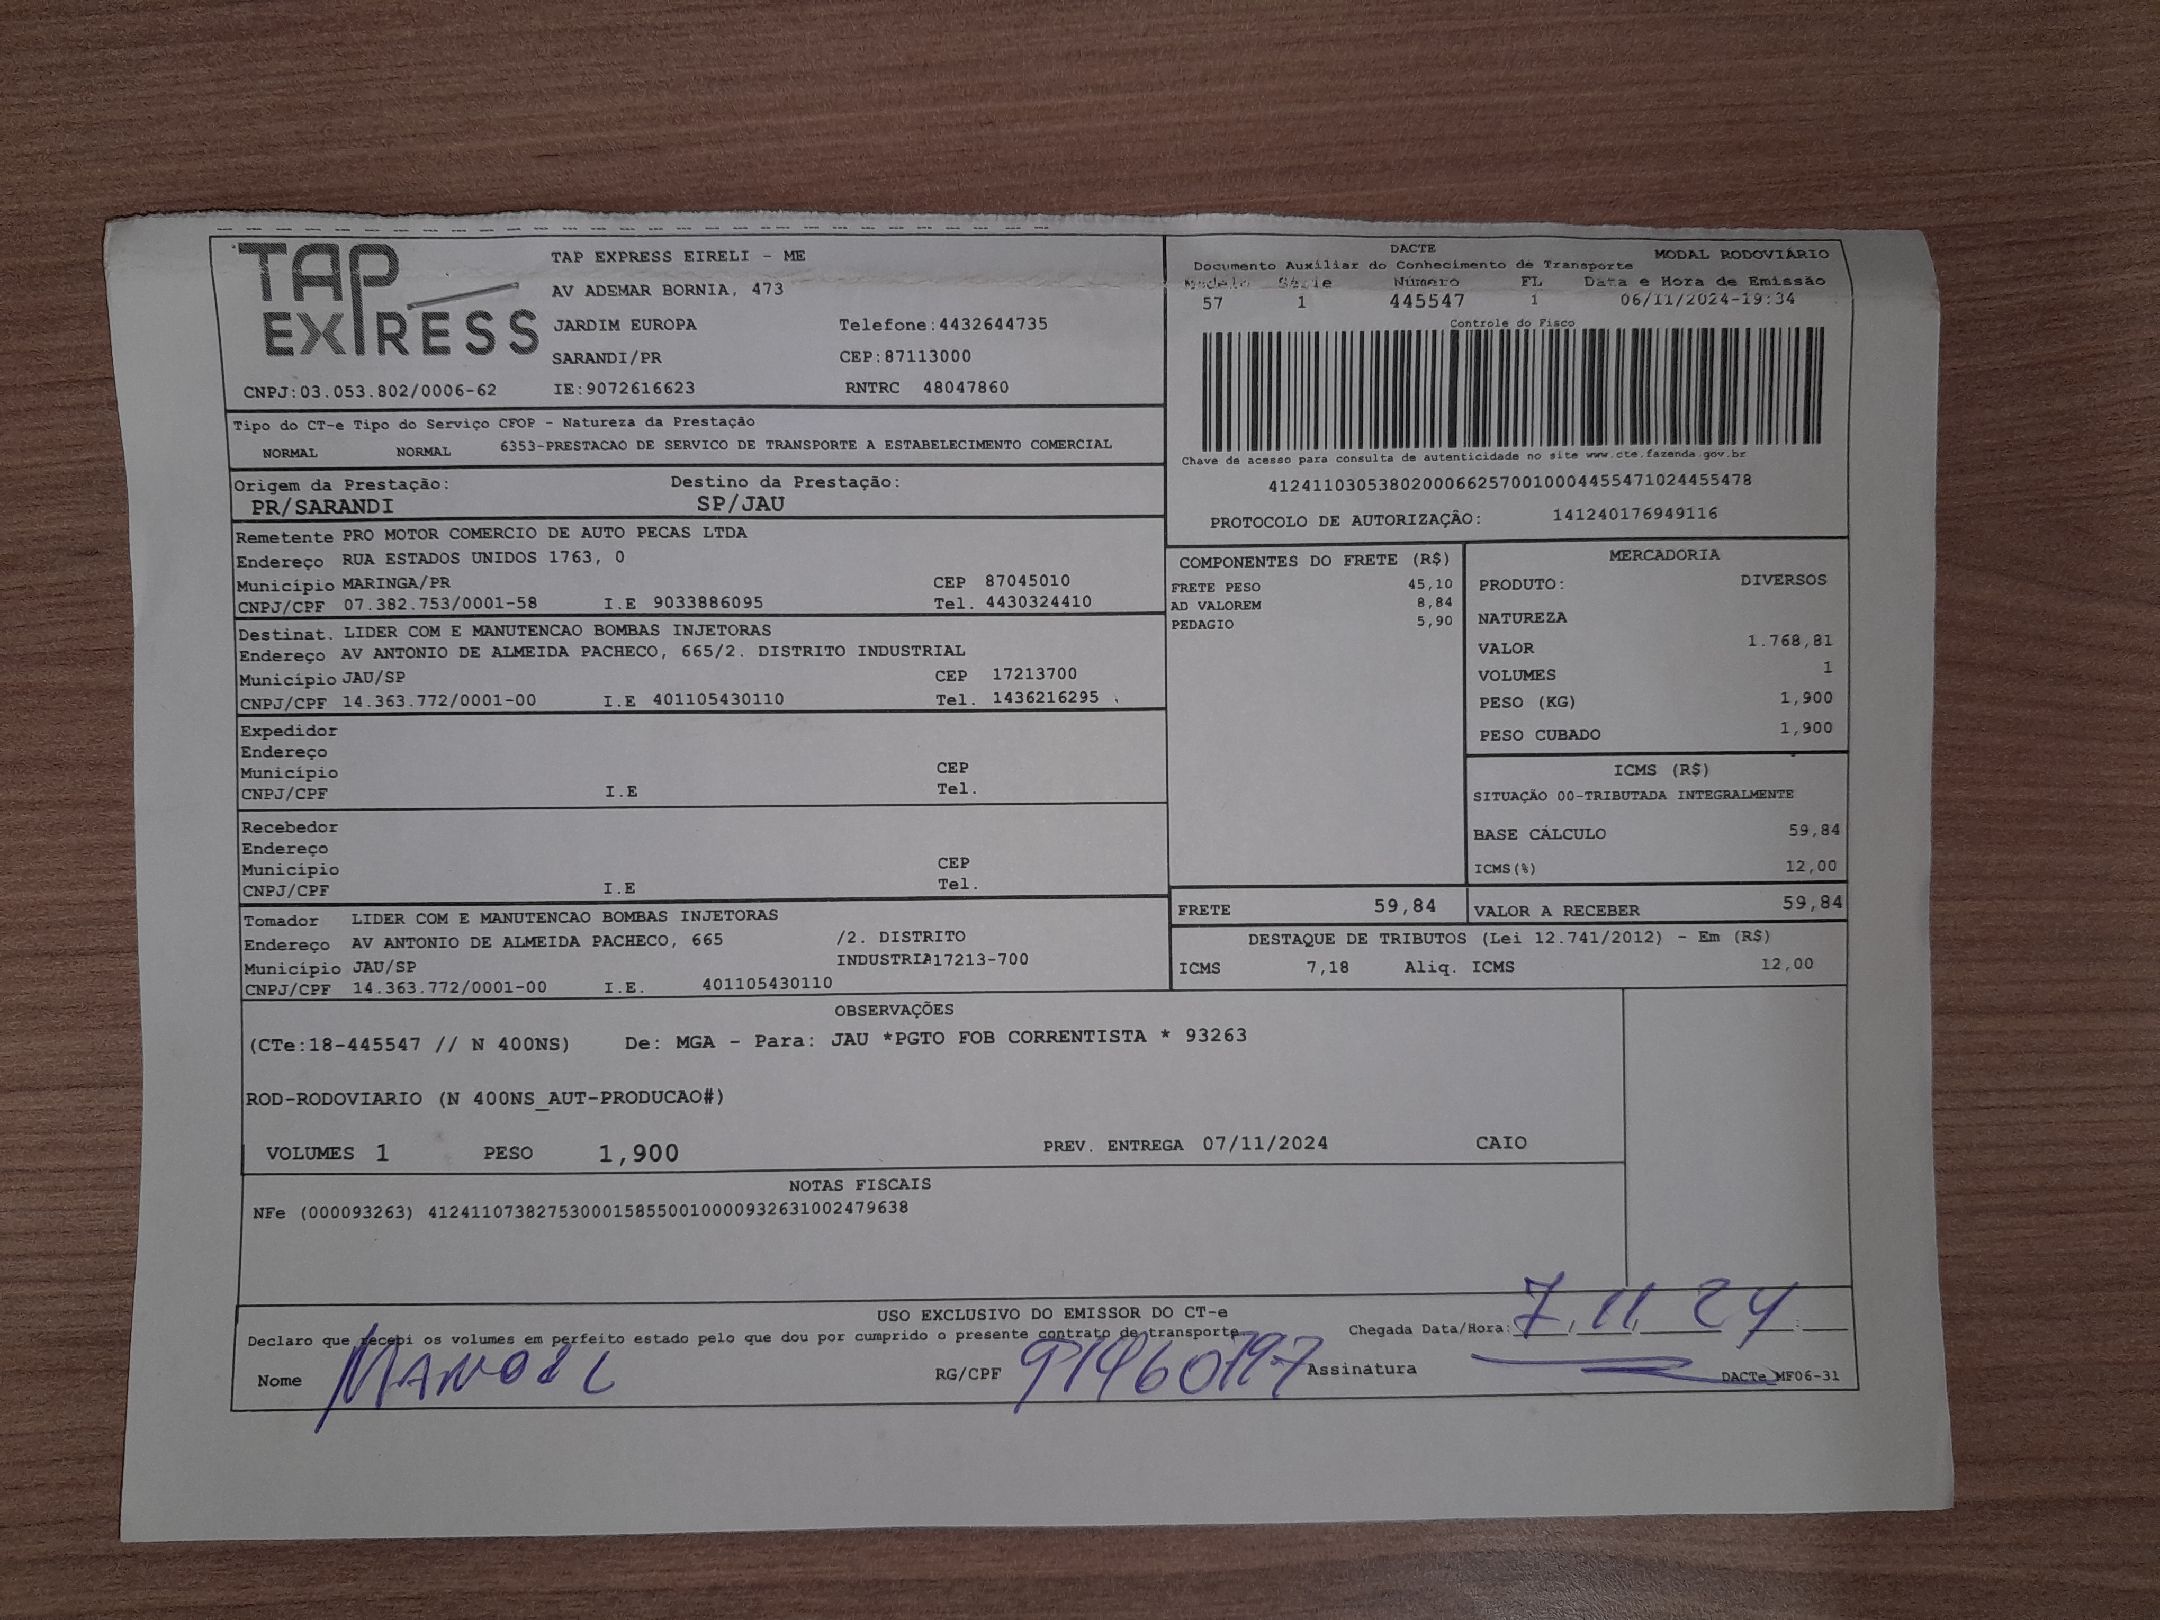 TAP EXPRESS
TAP EXPRESS EIRELI - ME
AV ADEMAR BORNIA, 473
JARDIM EUROPA Telefone:4432644735
SARANDI/PR CEP:87113000
CNPJ:03.053.802/0006-62 IE:9072616623 RNTRC 48047860
DACTE MODAL RODOVIÁRIO
Documento Auxiliar do Conhecimento de Transporte
Modelo Série Número FL Data e Hora de Emissão
57 1 445547 1 06/11/2024-19:34
Controle do Fisco
Chave de acesso para consulta de autenticidade no site www.cte.fazenda.gov.br
41241103053802000662570010004455471024455478
PROTOCOLO DE AUTORIZAÇÃO: 141240176949116
Tipo do CT-e Tipo do Serviço CFOP - Natureza da Prestação
NORMAL NORMAL 6353-PRESTACAO DE SERVICO DE TRANSPORTE A ESTABELECIMENTO COMERCIAL
Origem da Prestação: Destino da Prestação:
PR/SARANDI SP/JAU
Remetente PRO MOTOR COMERCIO DE AUTO PECAS LTDA
Endereço RUA ESTADOS UNIDOS 1763, 0
Município MARINGA/PR CEP 87045010
CNPJ/CPF 07.382.753/0001-58 I.E 9033886095 Tel. 4430324410
Destinat. LIDER COM E MANUTENCAO BOMBAS INJETORAS
Endereço AV ANTONIO DE ALMEIDA PACHECO, 665/2. DISTRITO INDUSTRIAL
Município JAU/SP CEP 17213700
CNPJ/CPF 14.363.772/0001-00 I.E 401105430110 Tel. 1436216295
Expedidor
Endereço
Município CEP
CNPJ/CPF I.E Tel.
Recebedor
Endereço
Município CEP
CNPJ/CPF I.E Tel.
Tomador LIDER COM E MANUTENCAO BOMBAS INJETORAS
Endereço AV ANTONIO DE ALMEIDA PACHECO, 665 /2. DISTRITO
Município JAU/SP INDUSTRIA17213-700
CNPJ/CPF 14.363.772/0001-00 I.E. 401105430110
COMPONENTES DO FRETE (R$)
FRETE PESO 45,10
AD VALOREM 8,84
PEDAGIO 5,90
MERCADORIA
PRODUTO: DIVERSOS
NATUREZA
VALOR 1.768,81
VOLUMES 1
PESO (KG) 1,900
PESO CUBADO 1,900
ICMS (R$)
SITUAÇÃO 00-TRIBUTADA INTEGRALMENTE
BASE CÁLCULO 59,84
ICMS(%) 12,00
FRETE 59,84 VALOR A RECEBER 59,84
DESTAQUE DE TRIBUTOS (Lei 12.741/2012) - Em (R$)
ICMS 7,18 Aliq. ICMS 12,00
OBSERVAÇÕES
(CTe:18-445547 // N 400NS) De: MGA - Para: JAU *PGTO FOB CORRENTISTA * 93263
ROD-RODOVIARIO (N 400NS_AUT-PRODUCAO#)
VOLUMES 1 PESO 1,900 PREV. ENTREGA 07/11/2024 CAIO
NOTAS FISCAIS
NFe (000093263) 41241107382753000158550010000932631002479638
USO EXCLUSIVO DO EMISSOR DO CT-e
Declaro que recebi os volumes em perfeito estado pelo que dou por cumprido o presente contrato de transporte. Chegada Data/Hora: 7 11 24
Nome MANOEL RG/CPF Assinatura DACTe_MF06-31